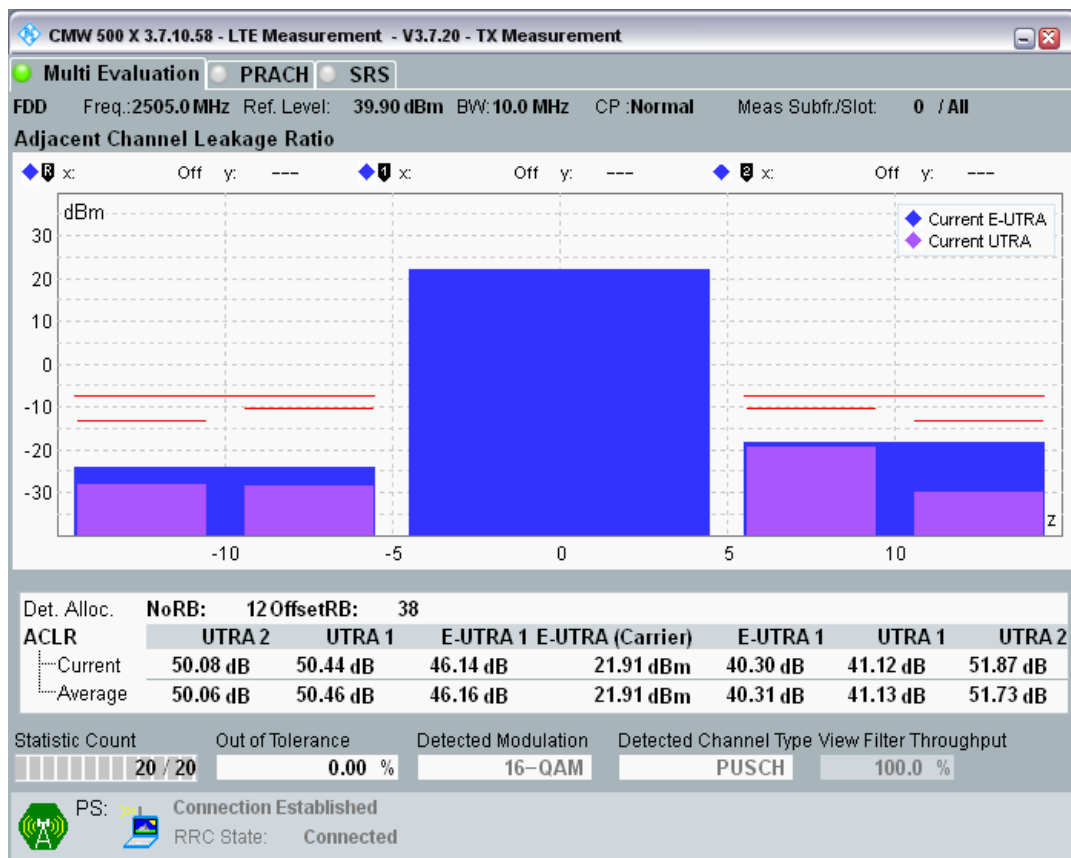 CMW 500 X 3.7.10.58 - LTE Measurement - V3.7.20 - TX Measurement
Multi Evaluation PRACH SRS
FDD Freq.:2505.0 MHz Ref. Level: 39.90 dBm BW:10.0 MHz CP :Normal Meas Subfr./Slot: 0 / All
Adjacent Channel Leakage Ratio
R x: Off y: --- 1 x: Off y: --- 2 x: Off y: ---
dBm
Current E-UTRA
Current UTRA
30
20
10
0
-10
-20
-30
z
-10 -5 0 5 10
Det. Alloc. NoRB: 12 OffsetRB: 38
ACLR UTRA 2 UTRA 1 E-UTRA 1 E-UTRA (Carrier) E-UTRA 1 UTRA 1 UTRA 2
Current 50.08 dB 50.44 dB 46.14 dB 21.91 dBm 40.30 dB 41.12 dB 51.87 dB
Average 50.06 dB 50.46 dB 46.16 dB 21.91 dBm 40.31 dB 41.13 dB 51.73 dB
Statistic Count Out of Tolerance Detected Modulation Detected Channel Type View Filter Throughput
20 / 20 0.00 % 16-QAM PUSCH 100.0 %
PS: Connection Established
RRC State: Connected